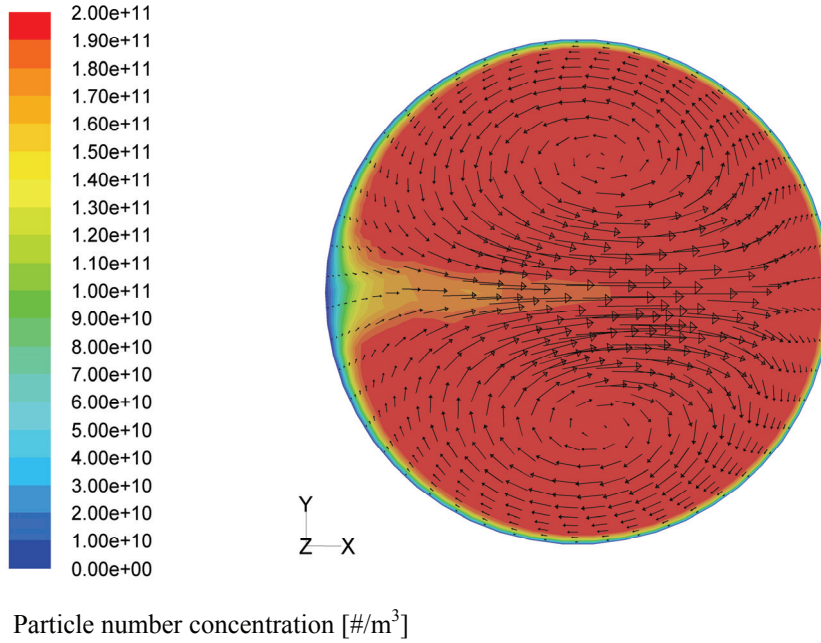 2.00e+11
1.90e+11
1.80e+11
1.70e+11
1.60e+11
1.50e+11
1.40e+11
1.30e+11
1.20e+11
1.10e+11
1.00e+11
9.00e+10
8.00e+10
7.00e+10
6.00e+10
5.00e+10
4.00e+10
3.00e+10
2.00e+10
1.00e+10
0.00e+00
Y
Z X
Particle number concentration [#/m³]